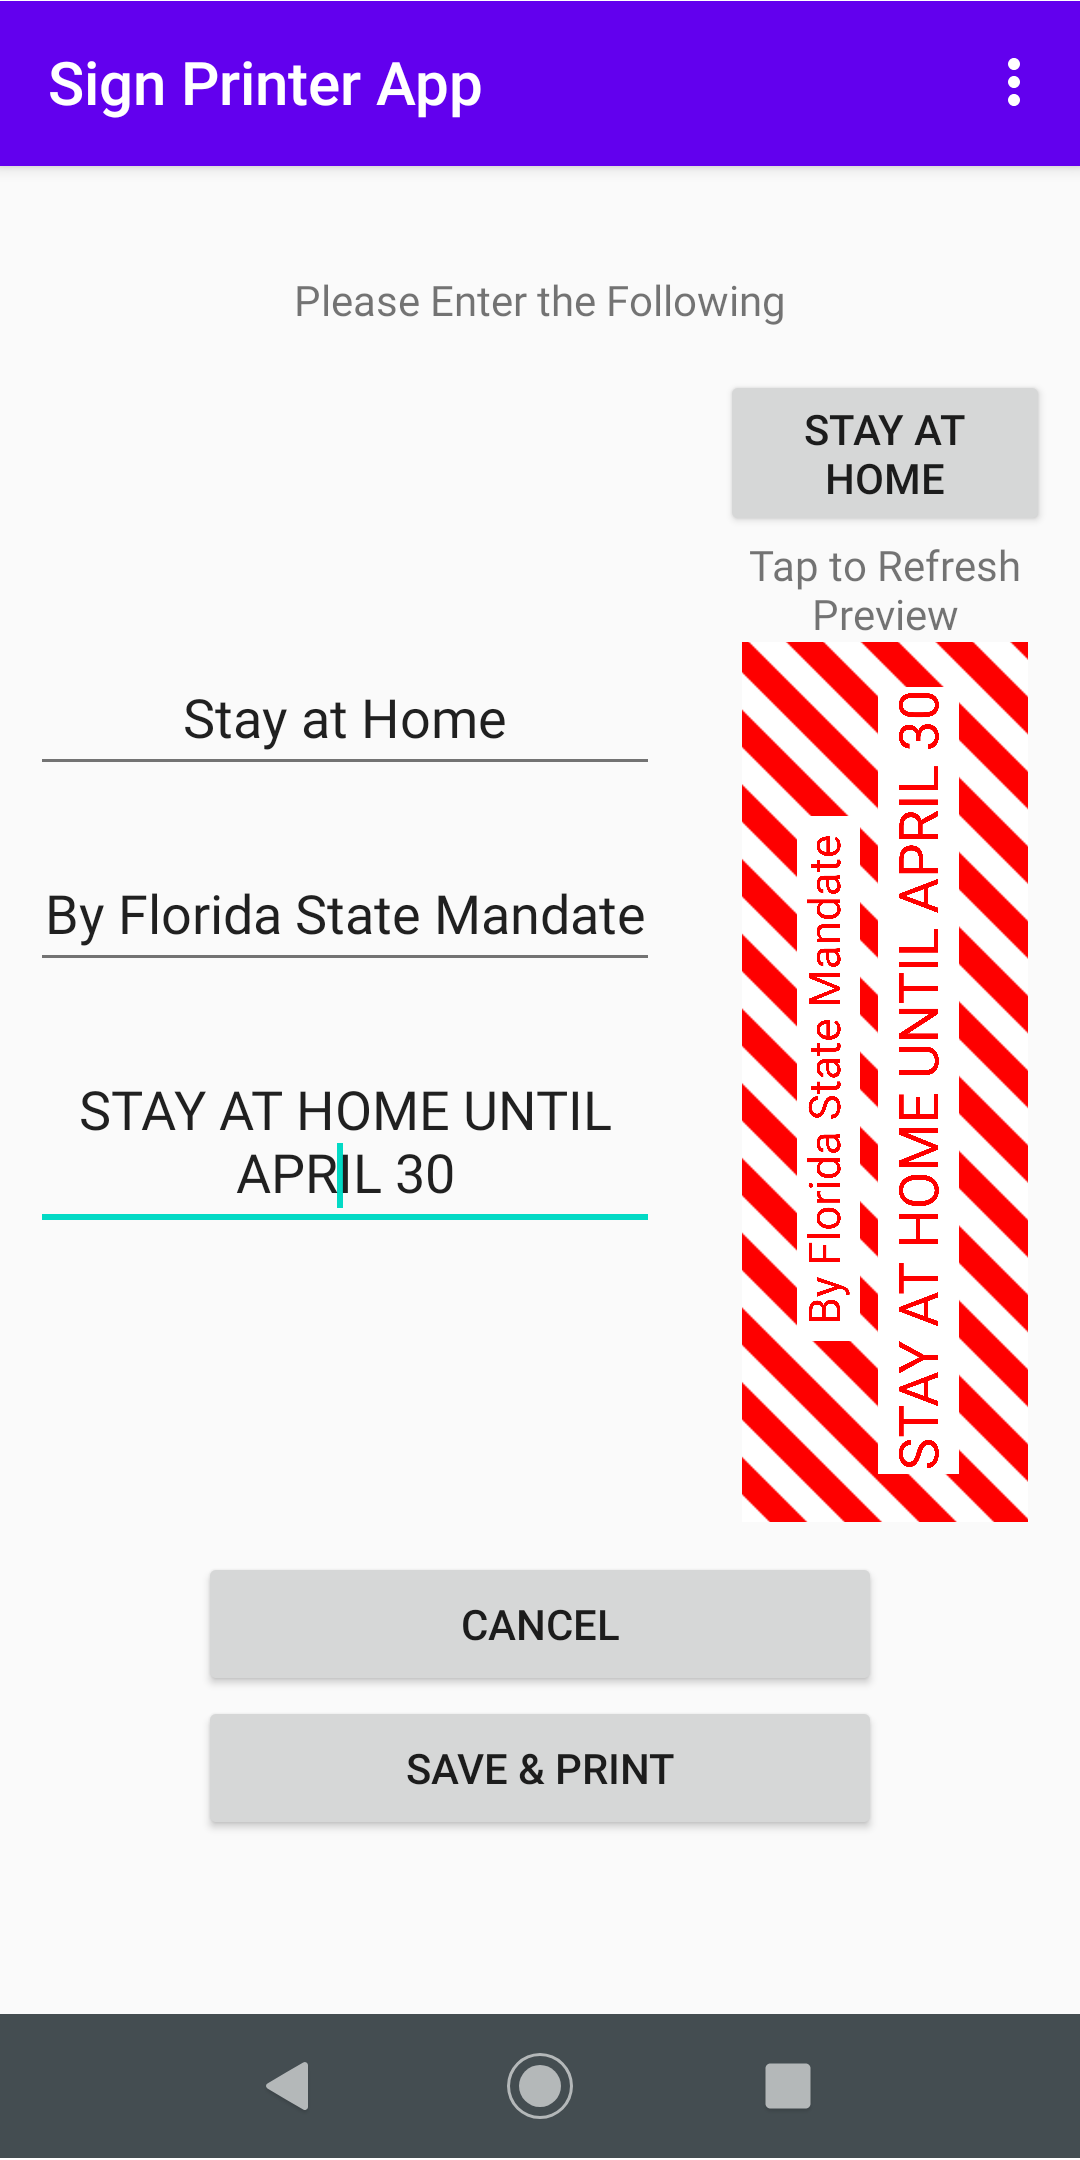 Sign Printer App
Please Enter the Following
STAY AT
HOME
Tap to Refresh
Preview
Stay at Home
By Florida State Mandate
STAY AT HOME UNTIL
APRIL 30
By Florida State Mandate
STAY AT HOME UNTIL APRIL 30
CANCEL
SAVE & PRINT